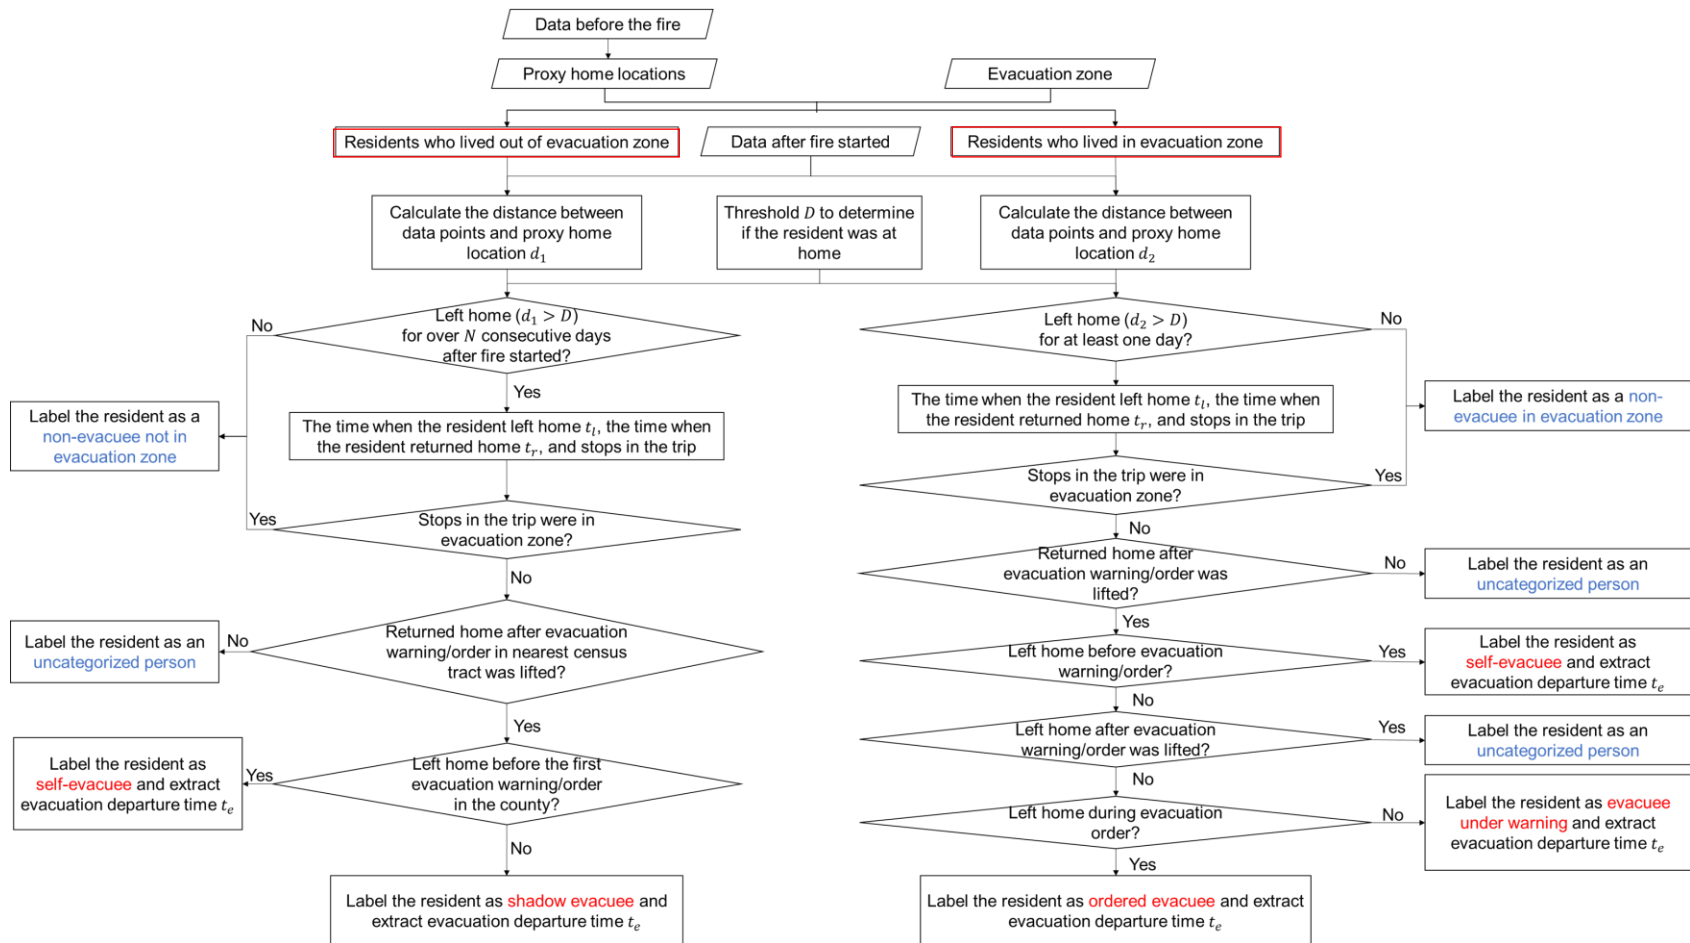 Data before the fire
Proxy home locations
Evacuation zone
Residents who lived out of evacuation zone
Data after fire started
Residents who lived in evacuation zone
Calculate the distance between
data points and proxy home
location d₁
Threshold D to determine
if the resident was at
home
Calculate the distance between
data points and proxy home
location d₂
Left home (d₁ > D)
for over N consecutive days
after fire started?
No
Yes
Left home (d₂ > D)
for at least one day?
No
Yes
Label the resident as a
non-evacuee not in
evacuation zone
The time when the resident left home tₗ, the time when
the resident returned home tᵣ, and stops in the trip
The time when the resident left home tₗ, the time when
the resident returned home tᵣ, and stops in the trip
Label the resident as a non-
evacuee in evacuation zone
Stops in the trip were in
evacuation zone?
Yes
No
Stops in the trip were in
evacuation zone?
Yes
No
Returned home after
evacuation warning/order was
lifted?
No
Yes
Label the resident as an
uncategorized person
Label the resident as an
uncategorized person
No
Returned home after evacuation
warning/order in nearest census
tract was lifted?
Yes
Left home before evacuation
warning/order?
Yes
No
Label the resident as
self-evacuee and extract
evacuation departure time tₑ
Left home after evacuation
warning/order was lifted?
Yes
No
Label the resident as an
uncategorized person
Label the resident as
self-evacuee and extract
evacuation departure time tₑ
Yes
Left home before the first
evacuation warning/order
in the county?
No
Left home during evacuation
order?
No
Yes
Label the resident as evacuee
under warning and extract
evacuation departure time tₑ
Label the resident as shadow evacuee and
extract evacuation departure time tₑ
Label the resident as ordered evacuee and extract
evacuation departure time tₑ